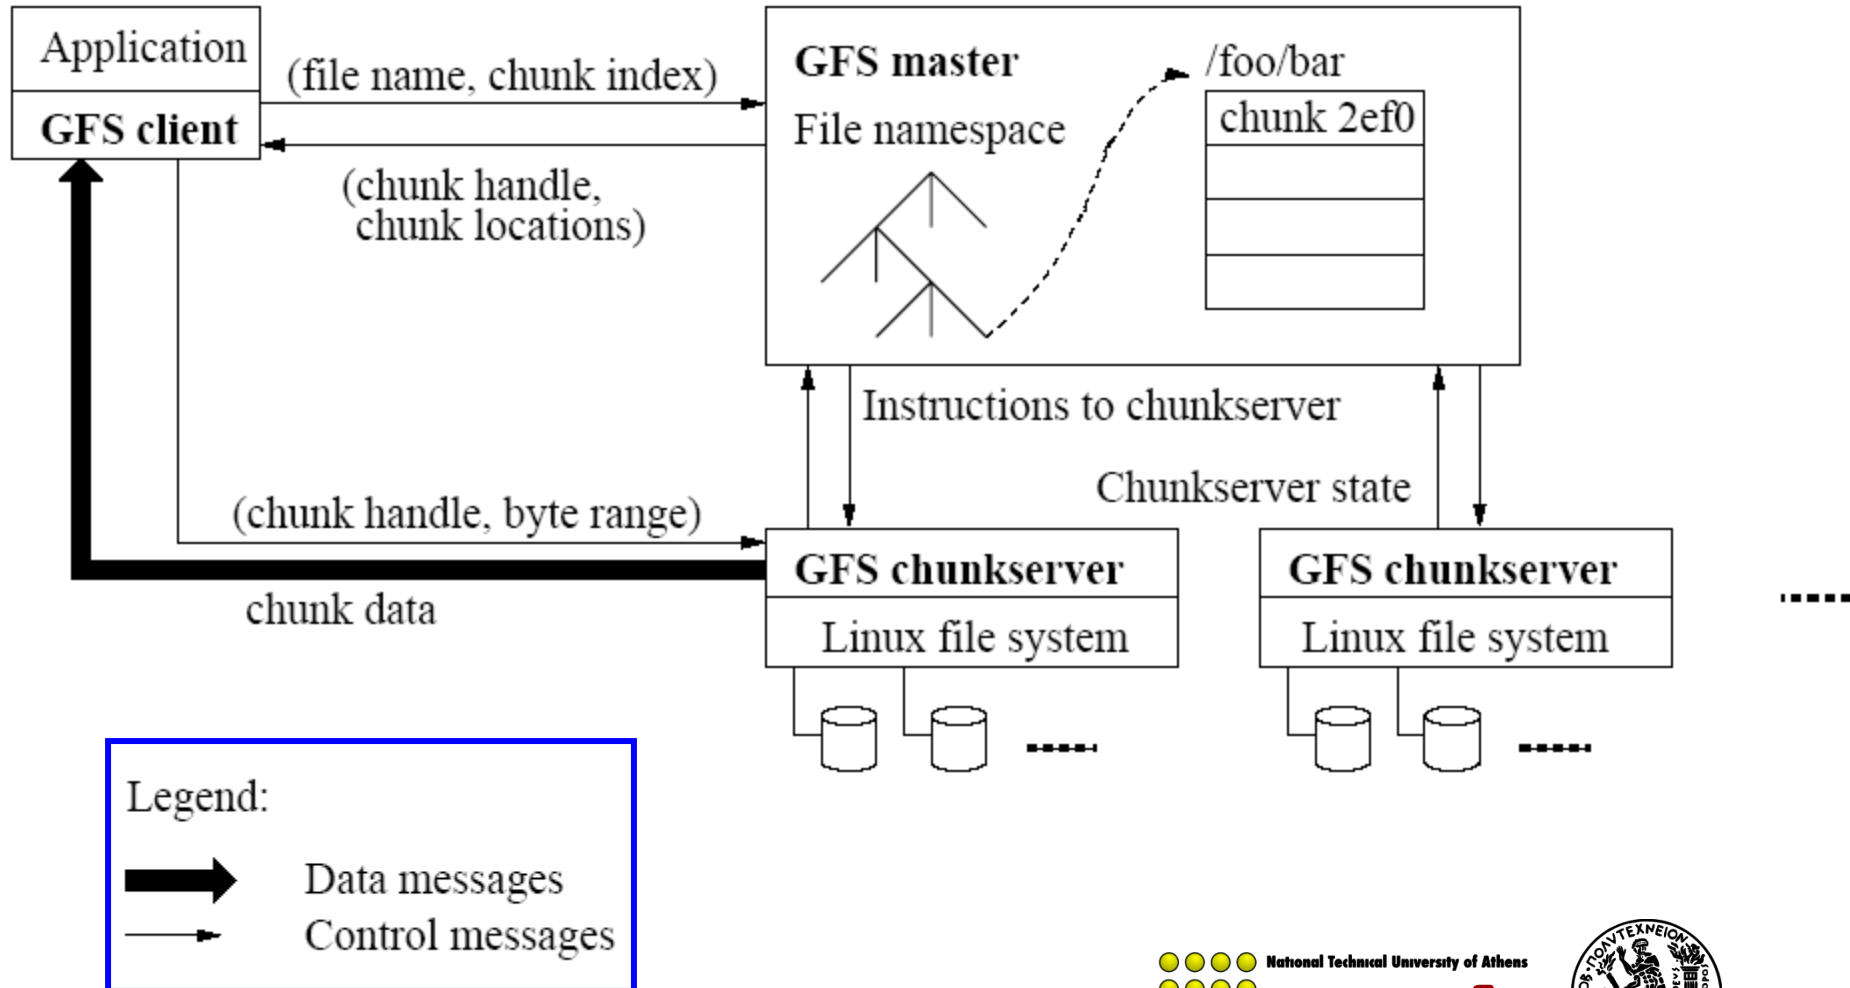 Application
GFS client
(file name, chunk index)
(chunk handle,
chunk locations)
GFS master
File namespace
/foo/bar
chunk 2ef0
Instructions to chunkserver
Chunkserver state
(chunk handle, byte range)
chunk data
GFS chunkserver
Linux file system
GFS chunkserver
Linux file system
Legend:
Data messages
Control messages
National Technical University of Athens